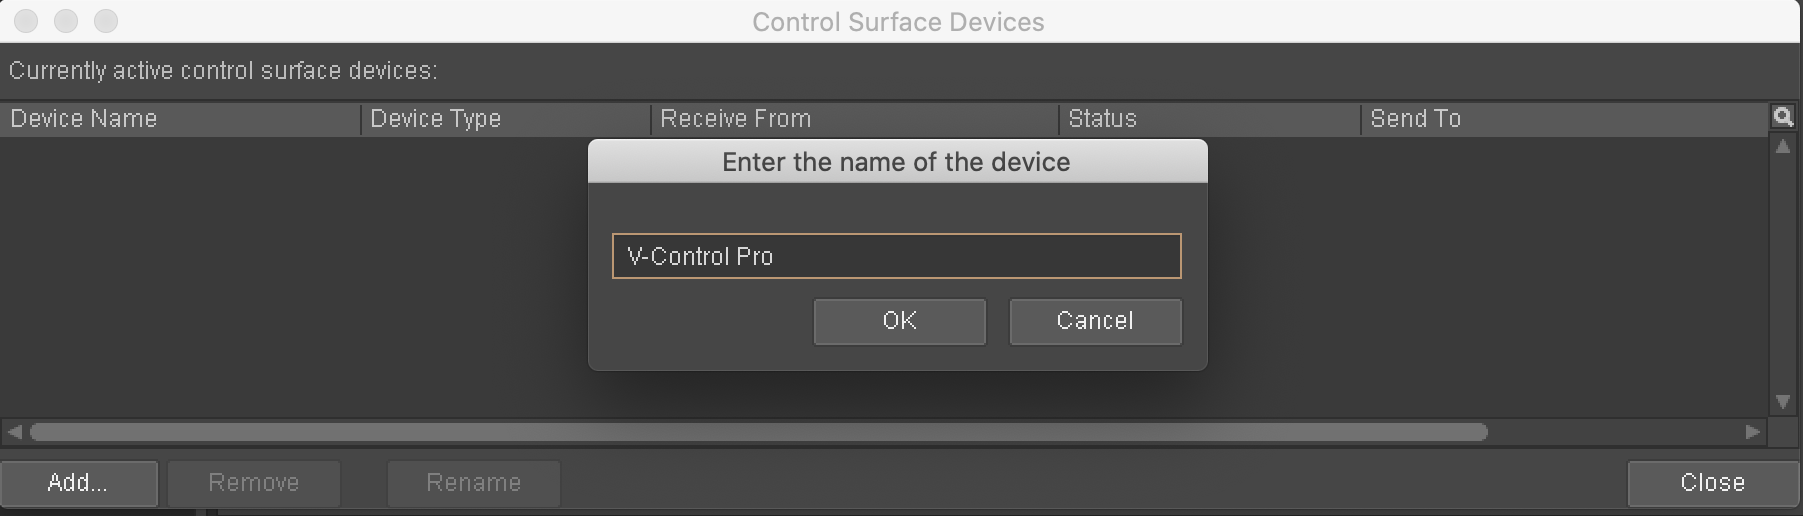 Control Surface Devices
Currently active control surface devices:
Device Name Device Type Receive From Status Send To
Enter the name of the device
V-Control Pro
OK Cancel
Add... Remove Rename Close